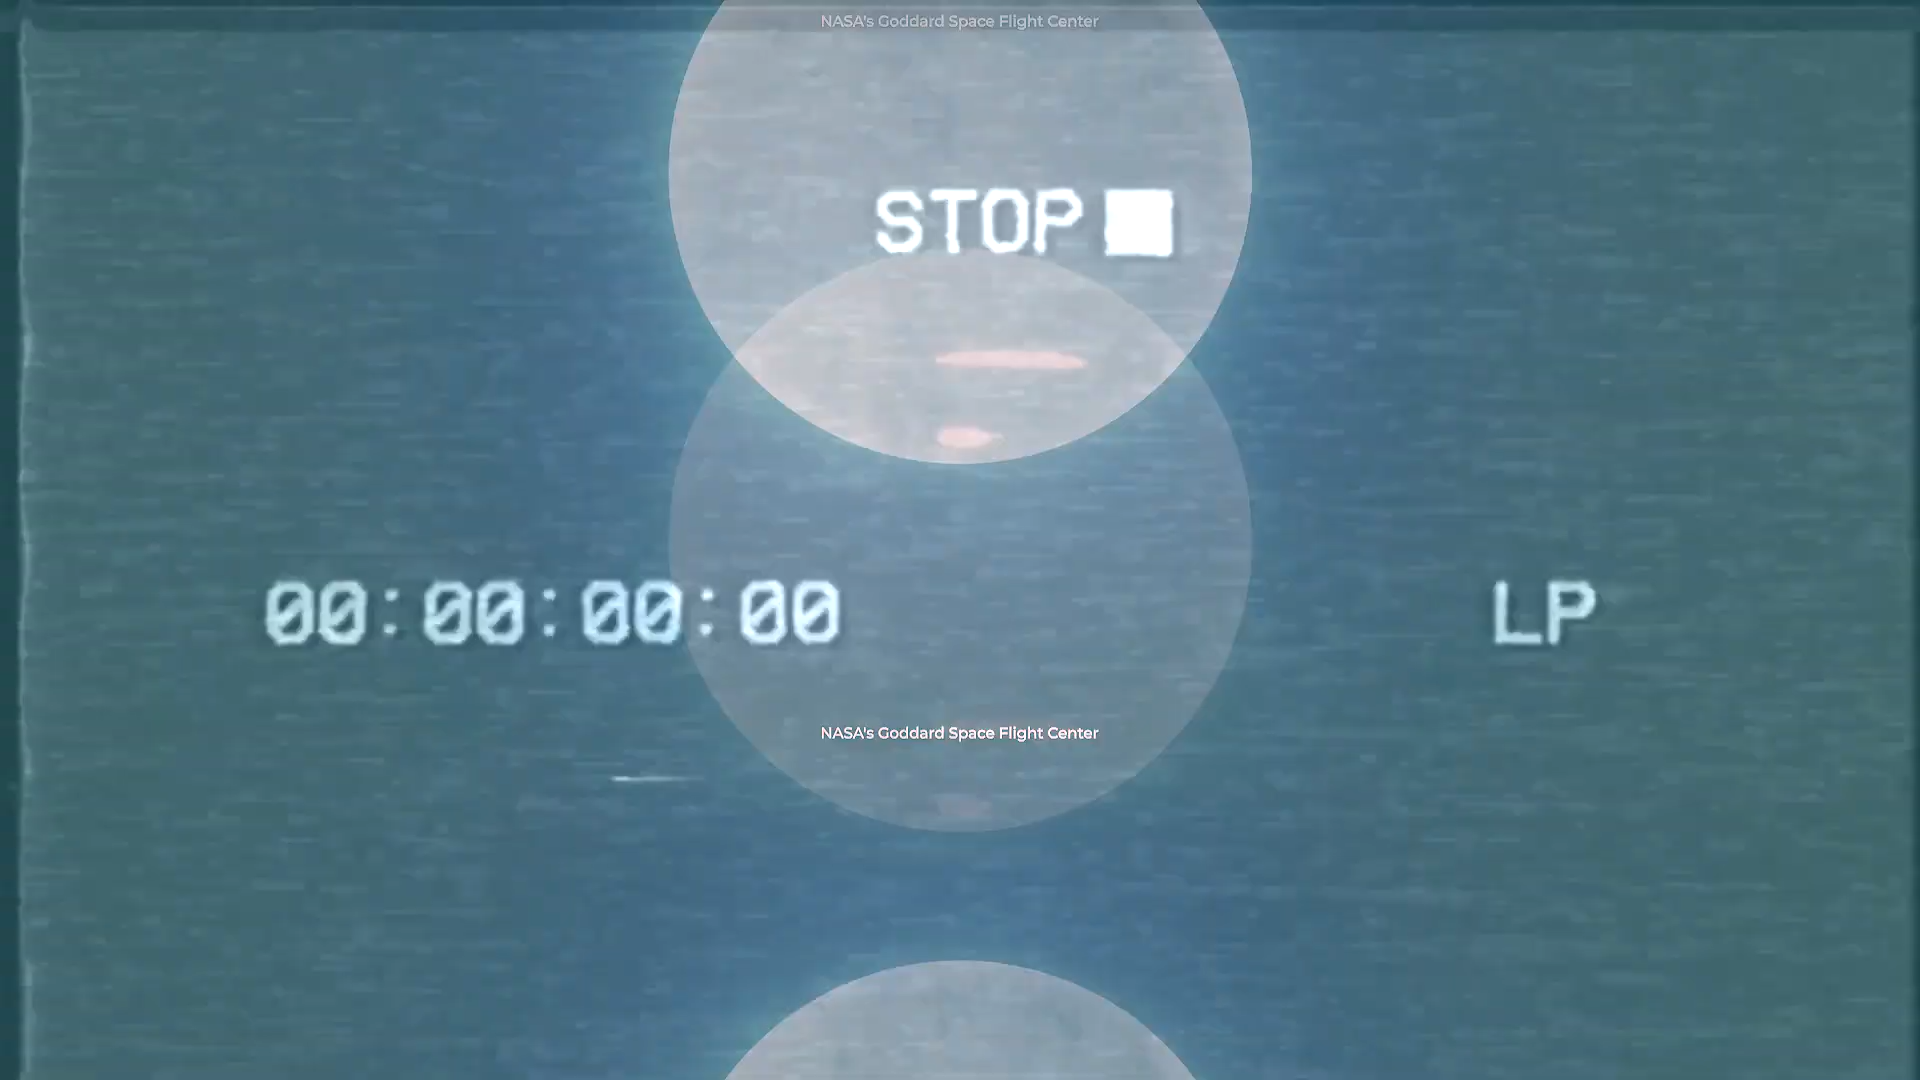 NASA's Goddard Space Flight Center
STOP
00:00:00:00
LP
NASA's Goddard Space Flight Center